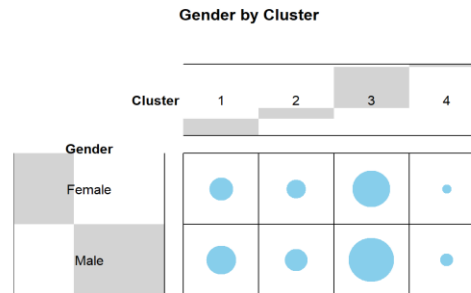 Gender by Cluster
Cluster 1 2 3 4
Gender
Female
Male